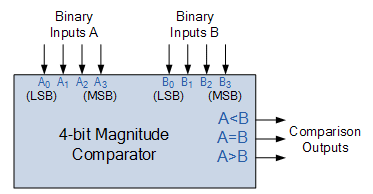 Binary Inputs A
Binary Inputs B
A0 A1 A2 A3
B0 B1 B2 B3
(LSB) (MSB)
(LSB) (MSB)
4-bit Magnitude Comparator
A<B
A=B
A>B
Comparison Outputs